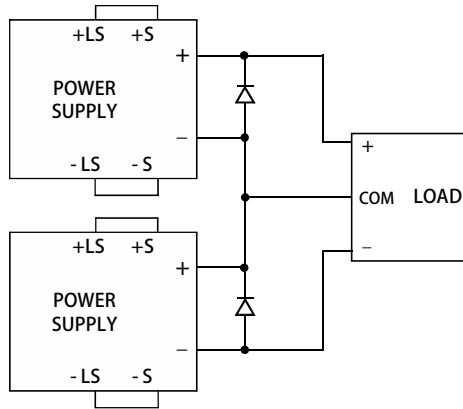 +LS +S
+
POWER
SUPPLY
–
- LS - S
+
COM LOAD
–
+LS +S
+
POWER
SUPPLY
–
- LS - S